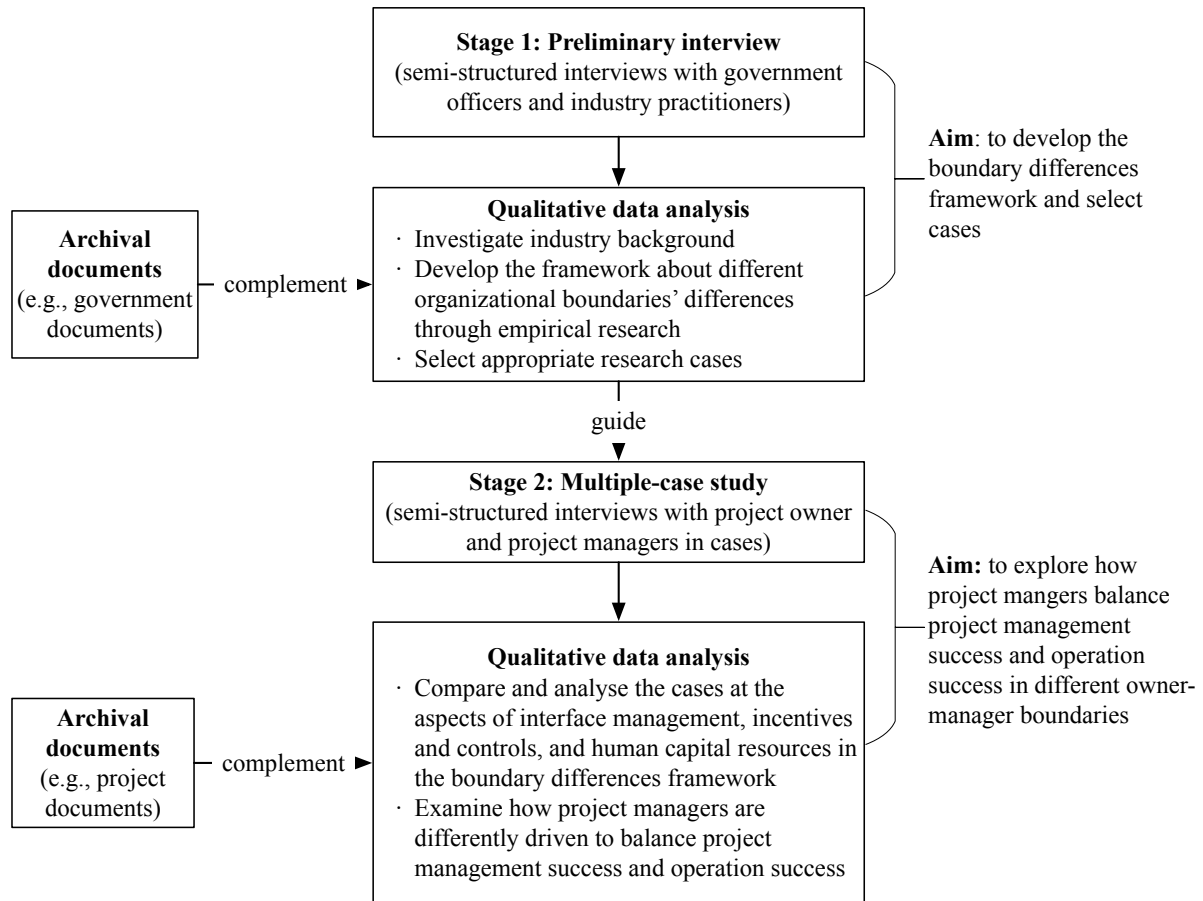 Stage 1: Preliminary interview
(semi-structured interviews with government
officers and industry practitioners)
Aim: to develop the
boundary differences
framework and select
cases
Qualitative data analysis
· Investigate industry background
· Develop the framework about different
organizational boundaries’ differences
through empirical research
· Select appropriate research cases
Archival
documents
(e.g., government
documents)
complement
guide
Stage 2: Multiple-case study
(semi-structured interviews with project owner
and project managers in cases)
Aim: to explore how
project mangers balance
project management
success and operation
success in different owner-
manager boundaries
Qualitative data analysis
· Compare and analyse the cases at the
aspects of interface management, incentives
and controls, and human capital resources in
the boundary differences framework
· Examine how project managers are
differently driven to balance project
management success and operation success
Archival
documents
(e.g., project
documents)
complement